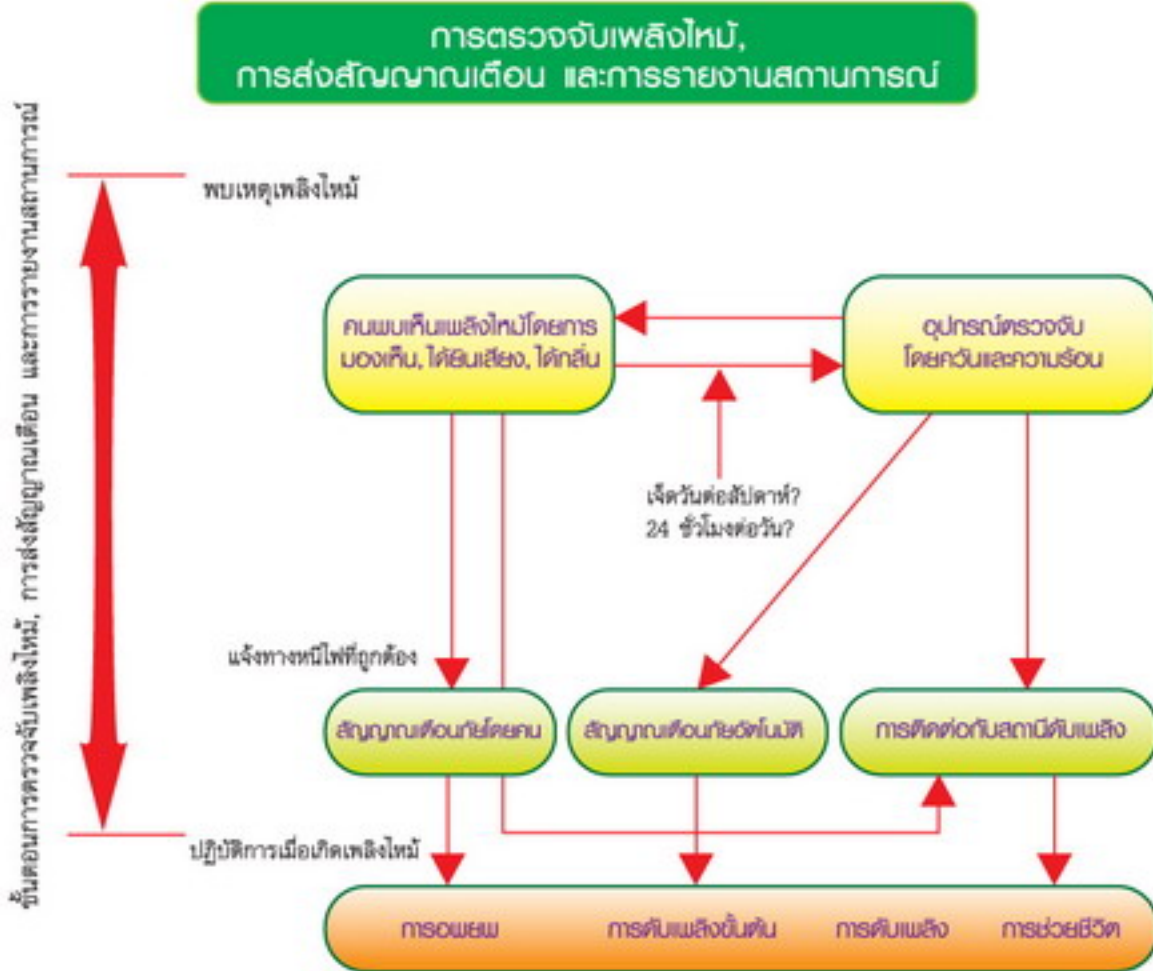 การตรวจจับเพลิงไหม้,
การส่งสัญญาณเตือน และการรายงานสถานการณ์
ขั้นตอนการตรวจจับเพลิงไหม้, การส่งสัญญาณเตือน และการรายงานสถานการณ์
พบเหตุเพลิงไหม้
คนพบเห็นเพลิงไหม้โดยการ
มองเห็น, ได้ยินเสียง, ได้กลิ่น
อุปกรณ์ตรวจจับ
โดยควันและความร้อน
เจ็ดวันต่อสัปดาห์?
24 ชั่วโมงต่อวัน?
แจ้งทางหนีไฟที่ถูกต้อง
สัญญาณเตือนภัยโดยคน
สัญญาณเตือนภัยอัตโนมัติ
การติดต่อกับสถานีดับเพลิง
ปฏิบัติการเมื่อเกิดเพลิงไหม้
การอพยพ
การดับเพลิงขั้นต้น
การดับเพลิง
การช่วยชีวิต